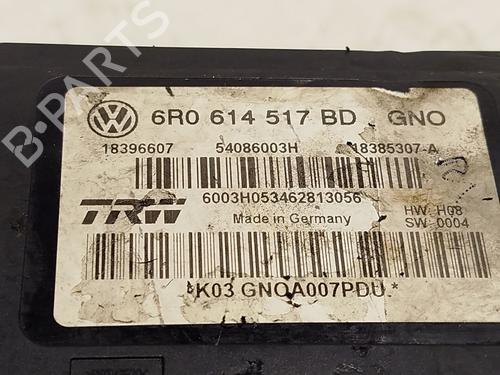 6R0 614 517 BD GNO
18396607 54086003H 18385307-A
6003H053462813056
TRW Made in Germany HW H08
SW 0004
*K03 GNOA007PDU*
B-PARTS